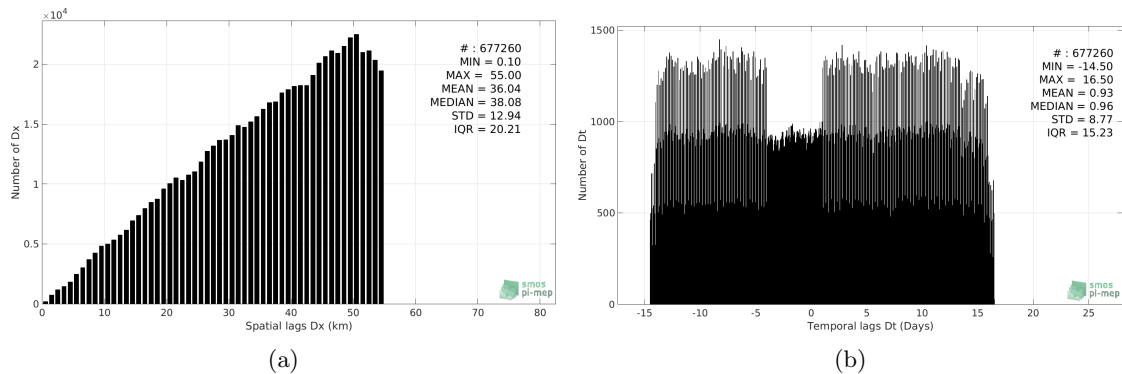 ×10⁴
2
1.5
1
0.5
0
Number of Dx
0 10 20 30 40 50 60 70 80
Spatial lags Dx (km)
# : 677260
MIN = 0.10
MAX = 55.00
MEAN = 36.04
MEDIAN = 38.08
STD = 12.94
IQR = 20.21
smos
pi-mep
(a)
1500
1000
500
0
Number of Dt
-15 -10 -5 0 5 10 15 20 25
Temporal lags Dt (Days)
# : 677260
MIN = -14.50
MAX = 16.50
MEAN = 0.93
MEDIAN = 0.96
STD = 8.77
IQR = 15.23
smos
pi-mep
(b)